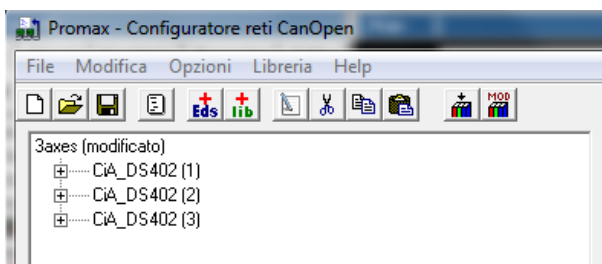 Promax - Configuratore reti CanOpen
File Modifica Opzioni Libreria Help
Eds lib MOD
3axes (modificato)
CiA_DS402 (1)
CiA_DS402 (2)
CiA_DS402 (3)